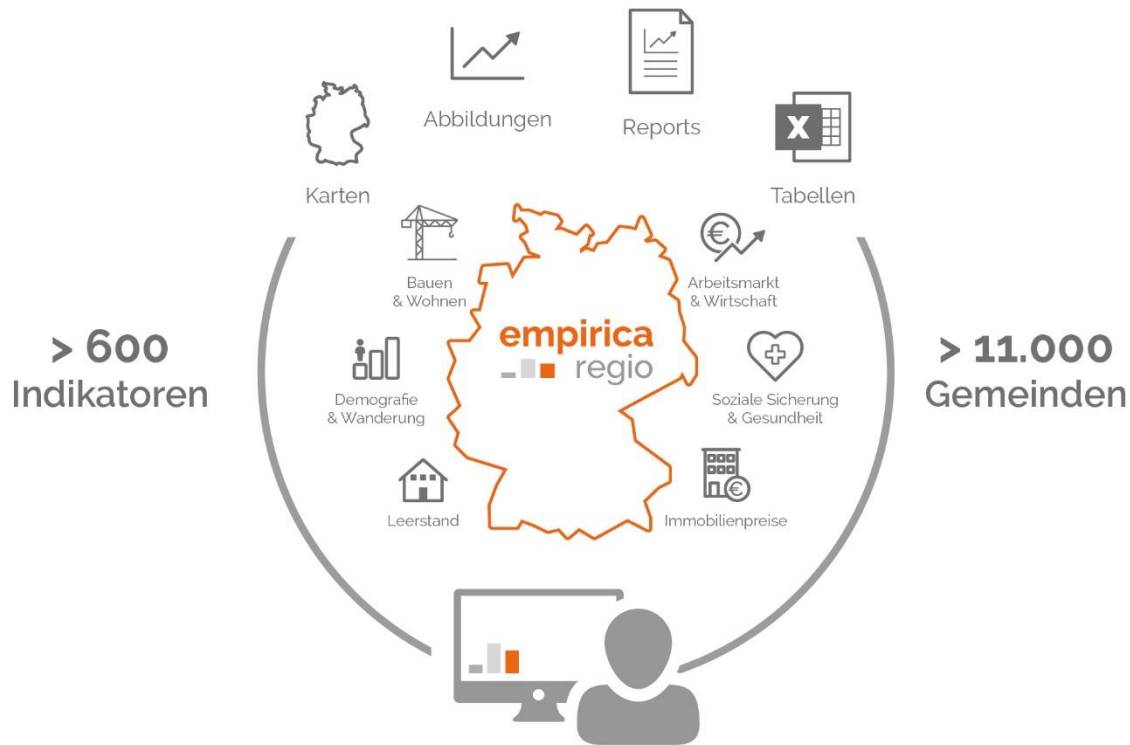 Abbildungen
Reports
Karten
Tabellen
X
Bauen
& Wohnen
€
Arbeitsmarkt
& Wirtschaft
empirica
regio
> 600
Indikatoren
> 11.000
Gemeinden
Demografie
& Wanderung
Soziale Sicherung
& Gesundheit
Leerstand
€
Immobilienpreise